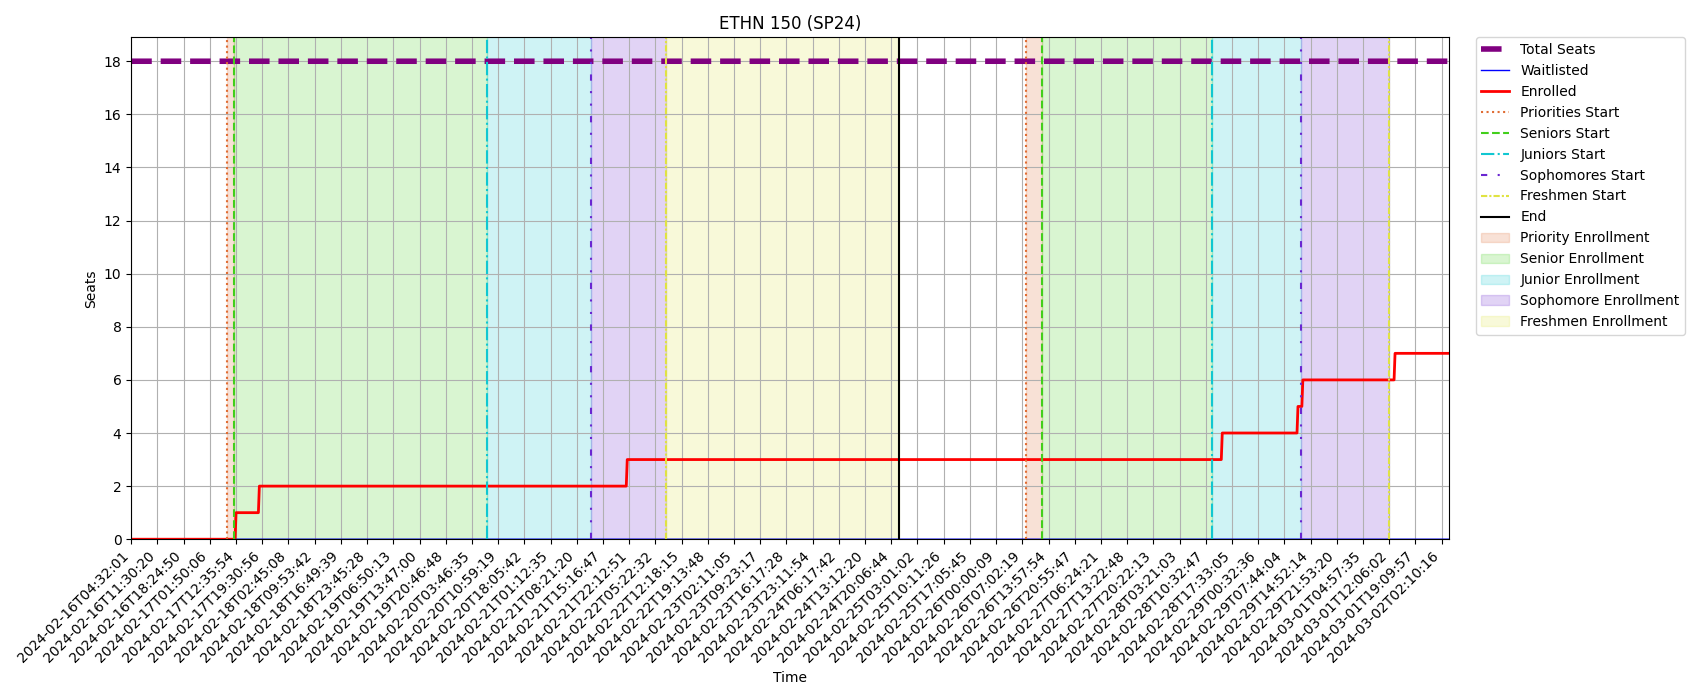 ETHN 150 (SP24)
Seats
18
16
14
12
10
8
6
4
2
0
2024-02-16T04:32:01
2024-02-16T11:30:20
2024-02-16T18:24:50
2024-02-17T01:50:06
2024-02-17T12:35:54
2024-02-17T19:30:56
2024-02-18T02:45:08
2024-02-18T09:53:42
2024-02-18T16:49:39
2024-02-18T23:45:28
2024-02-19T06:50:13
2024-02-19T13:47:00
2024-02-19T20:46:48
2024-02-20T03:46:35
2024-02-20T10:59:19
2024-02-20T18:05:42
2024-02-21T01:12:35
2024-02-21T08:21:20
2024-02-21T15:16:47
2024-02-21T22:12:51
2024-02-22T05:22:32
2024-02-22T12:18:15
2024-02-22T19:13:48
2024-02-23T02:11:05
2024-02-23T09:23:17
2024-02-23T16:17:28
2024-02-23T23:11:54
2024-02-24T06:17:42
2024-02-24T13:12:20
2024-02-24T20:06:44
2024-02-25T03:01:02
2024-02-25T10:11:26
2024-02-25T17:05:45
2024-02-26T00:00:09
2024-02-26T07:02:19
2024-02-26T13:57:54
2024-02-26T20:55:47
2024-02-27T06:24:21
2024-02-27T13:22:48
2024-02-27T20:22:13
2024-02-28T03:21:03
2024-02-28T10:32:47
2024-02-28T17:33:05
2024-02-29T00:32:36
2024-02-29T07:44:04
2024-02-29T14:52:14
2024-02-29T21:53:20
2024-03-01T04:57:35
2024-03-01T12:06:02
2024-03-01T19:09:57
2024-03-02T02:10:16
Time
Total Seats
Waitlisted
Enrolled
Priorities Start
Seniors Start
Juniors Start
Sophomores Start
Freshmen Start
End
Priority Enrollment
Senior Enrollment
Junior Enrollment
Sophomore Enrollment
Freshmen Enrollment